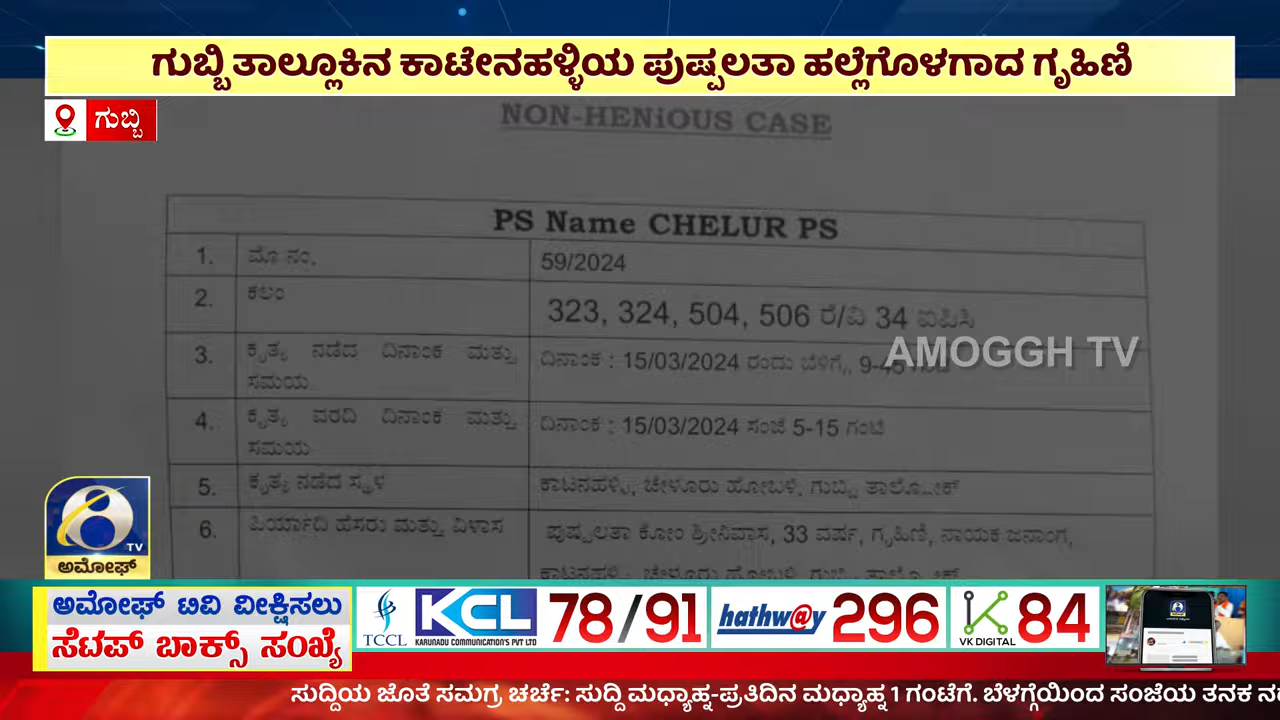 ಗುಬ್ಬಿತಾಲ್ಲೂಕಿನ ಕಾಟೇನಹಳ್ಳಿಯ ಪುಷ್ಪಲತಾ ಹಲ್ಲೆಗೊಳಗಾದ ಗೃಹಿಣಿ
ಗುಬ್ಬಿ
NON-HENiOUS CASE
PS Name CHELUR PS
1. ಮೊ ನಂ. 59/2024
2. ಕಲಂ 323, 324, 504, 506 ರೆ/ವಿ 34 ಐಪಿಸಿ
AMOGGH TV
3. ಕೃತ್ಯ ನಡೆದ ದಿನಾಂಕ ಮತ್ತು ದಿನಾಂಕ : 15/03/2024 ರಂದು ಬೆಳಿಗ್ಗೆ,
ಸಮಯ
4. ಕೃತ್ಯ ವರದಿ ದಿನಾಂಕ ಮತ್ತು ದಿನಾಂಕ : 15/03/2024 ಸಂಜೆ 5-15 ಗಂಟೆ
ಸಮಯ
5. ಕೃತ್ಯ ನಡೆದ ಸ್ಥಳ ಕಾಟನಹಳ್ಳಿ, ಚೇಳೂರು ಹೋಬಳಿ, ಗುಬ್ಬಿ ತಾಲ್ಲೋಕ್
6. ಪಿರ್ಯಾದಿ ಹೆಸರು ಮತ್ತು ವಿಳಾಸ ಪುಷ್ಪಲತಾ ಕೋಂ ಶ್ರೀನಿವಾಸ, 33 ವರ್ಷ, ಗೃಹಿಣಿ, ನಾಯಕ ಜನಾಂಗ,
ಕಾಟನಹಳ್ಳಿ, ಚೇಳೂರು ಹೋಬಳಿ, ಗುಬ್ಬಿ ತಾಲ್ಲೋಕ್
TV
ಅಮೋಘ್
ಅಮೋಘ್ ಟಿವಿ ವೀಕ್ಷಿಸಲು
ಸೆಟಪ್ ಬಾಕ್ಸ್ ಸಂಖ್ಯೆ
TCCL
KCL
KARUNADU COMMUNICATION'S PVT LTD
78/91
hathw@y 296
VK DIGITAL 84
ಸುದ್ದಿಯ ಜೊತೆ ಸಮಗ್ರ ಚರ್ಚೆ: ಸುದ್ದಿ ಮಧ್ಯಾಹ್ನ-ಪ್ರತಿದಿನ ಮಧ್ಯಾಹ್ನ 1 ಗಂಟೆಗೆ. ಬೆಳಗ್ಗೆಯಿಂದ ಸಂಜೆಯ ತನಕ